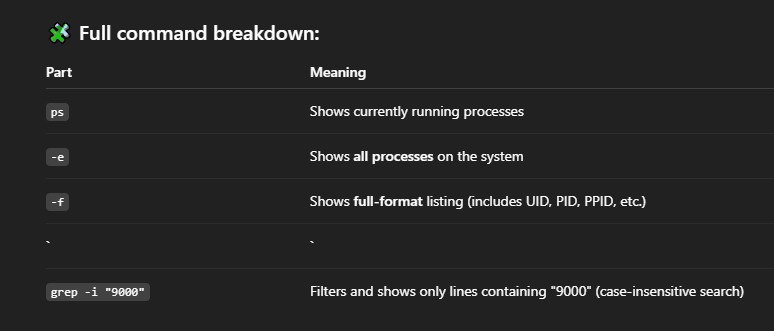 Full command breakdown:
Part Meaning
ps Shows currently running processes
-e Shows all processes on the system
-f Shows full-format listing (includes UID, PID, PPID, etc.)
` `
grep -i "9000" Filters and shows only lines containing "9000" (case-insensitive search)